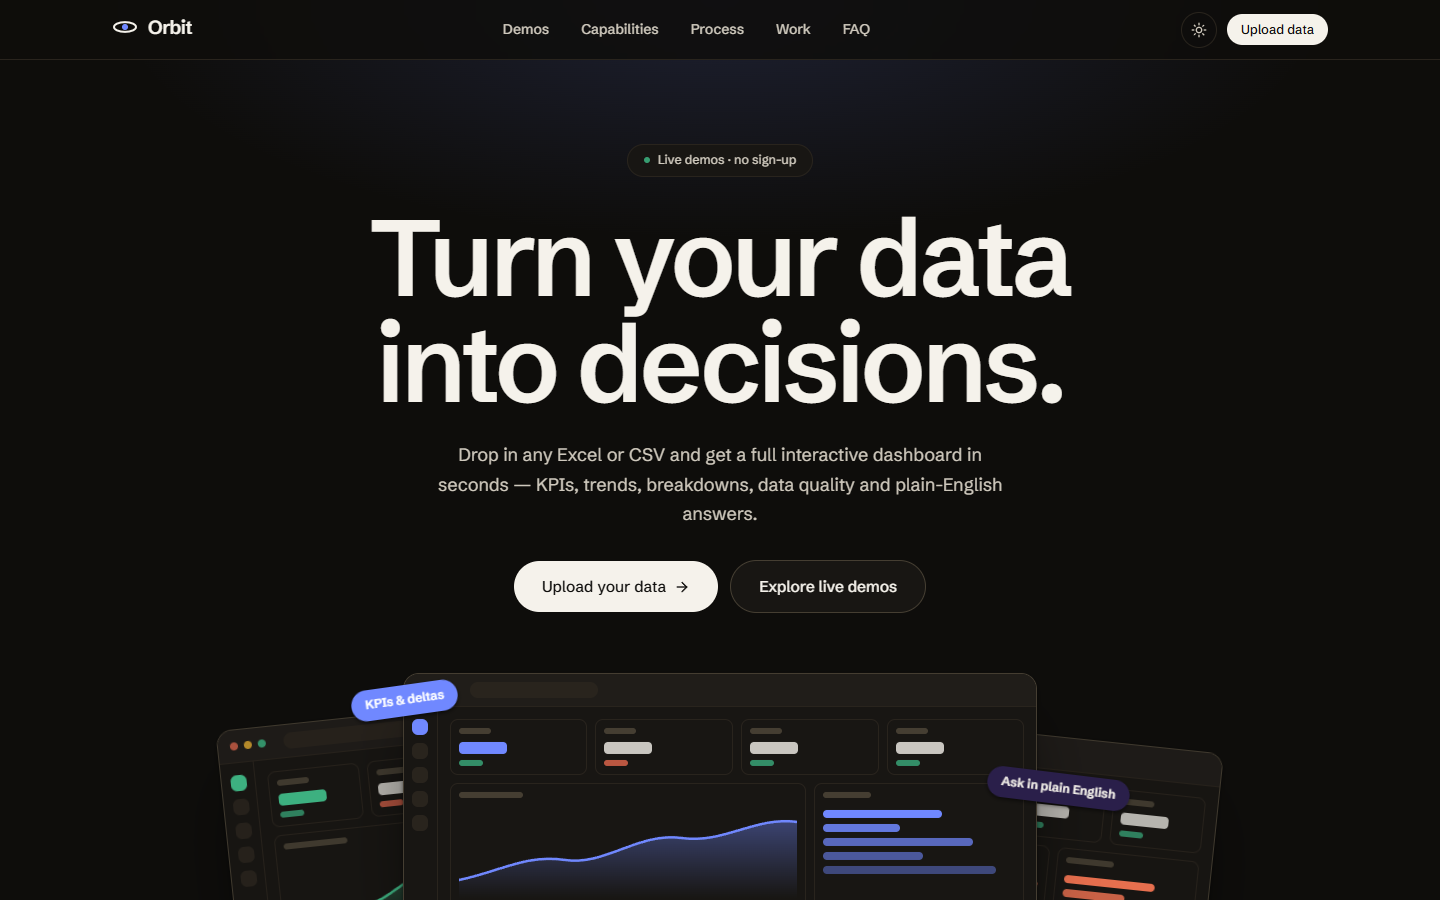 Orbit
Demos
Capabilities
Process
Work
FAQ
Upload data
Live demos · no sign-up
Turn your data
into decisions.
Drop in any Excel or CSV and get a full interactive dashboard in
seconds — KPIs, trends, breakdowns, data quality and plain-English
answers.
Upload your data →
Explore live demos
KPIs & deltas
Ask in plain English